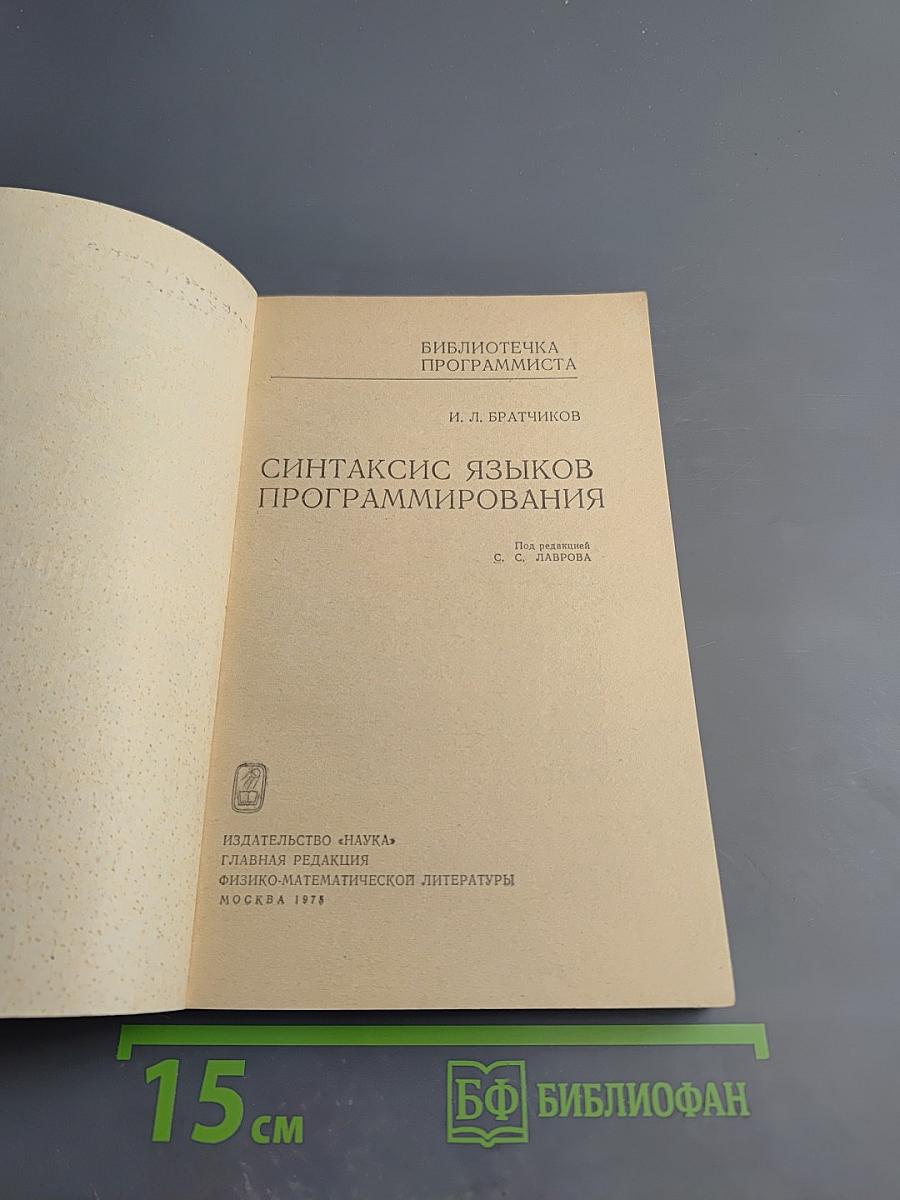 БИБЛИОТЕЧКА
ПРОГРАММИСТА
И. Л. БРАТЧИКОВ
СИНТАКСИС ЯЗЫКОВ
ПРОГРАММИРОВАНИЯ
Под редакцией
С. С. ЛАВРОВА
ИЗДАТЕЛЬСТВО «НАУКА»
ГЛАВНАЯ РЕДАКЦИЯ
ФИЗИКО-МАТЕМАТИЧЕСКОЙ ЛИТЕРАТУРЫ
МОСКВА 1975
15 см
БФ БИБЛИОФАН